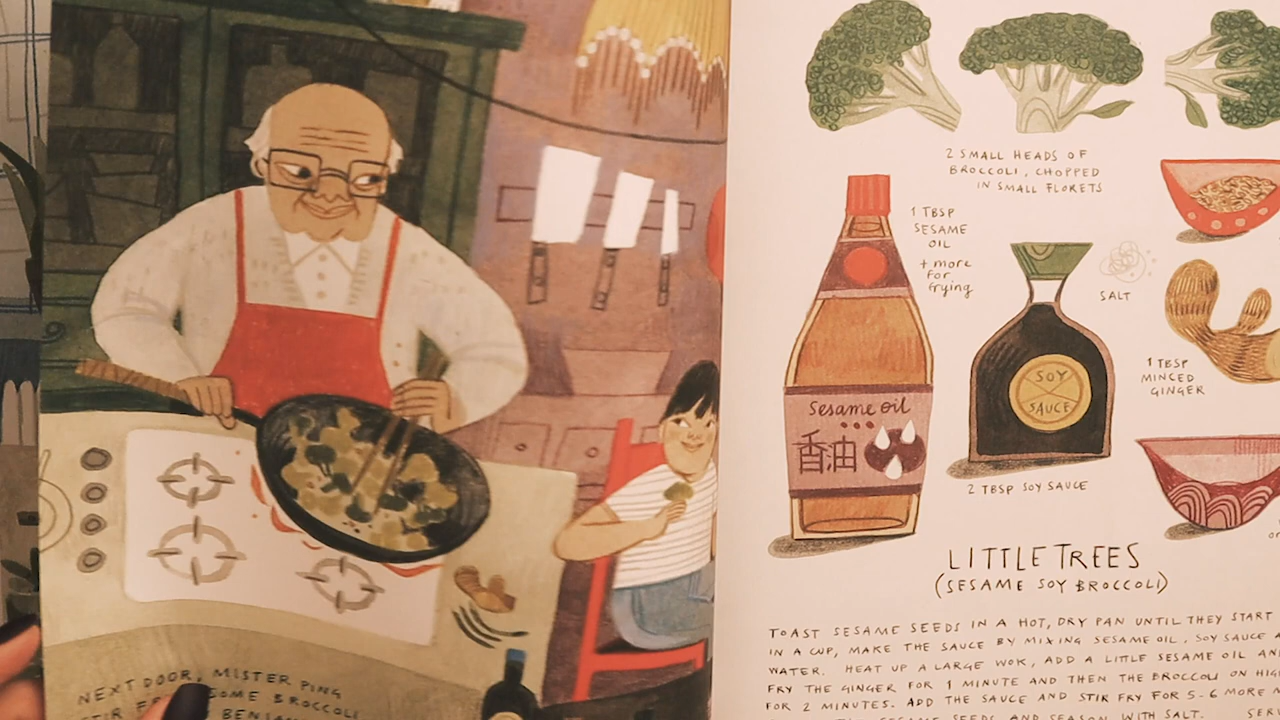 NEXT DOOR, MISTER PING
SOME BROCCOLI
2 SMALL HEADS OF
BROCCOLI, CHOPPED
IN SMALL FLORETS
1 TBSP
SESAME
OIL
+ more
for
frying
SALT
1 TBSP
MINCED
GINGER
Sesame oil
香油
SOY
SAUCE
2 TBSP SOY SAUCE
LITTLE TREES
(SESAME SOY BROCCOLI)
TOAST SESAME SEEDS IN A HOT, DRY PAN UNTIL THEY START
IN A CUP, MAKE THE SAUCE BY MIXING SESAME OIL, SOY SAUCE
WATER. HEAT UP A LARGE WOK, ADD A LITTLE SESAME OIL AND
FRY THE GINGER FOR 1 MINUTE AND THEN THE BROCCOLI ON HIG
FOR 2 MINUTES. ADD THE SAUCE AND STIR FRY FOR 5-6 MORE
SESAME SEEDS AND SEASON WITH SALT. SERV